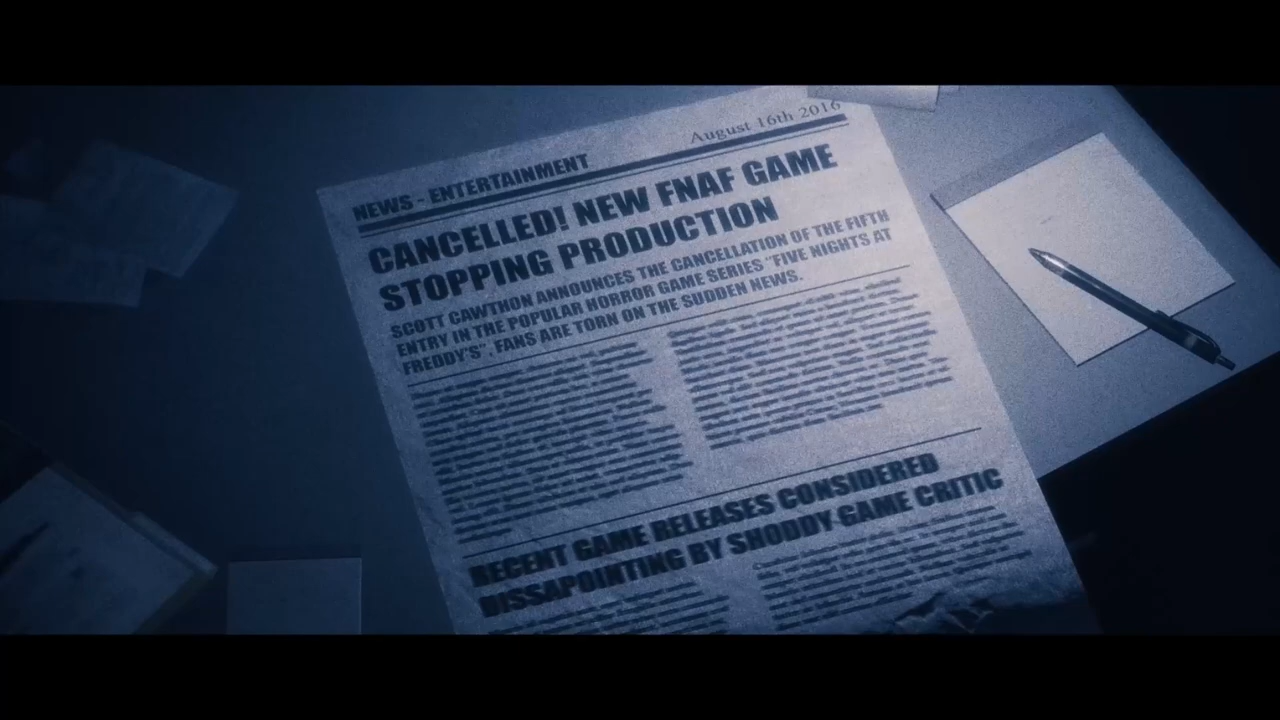 August 16th 2016
NEWS - ENTERTAINMENT
CANCELLED! NEW FNAF GAME
STOPPING PRODUCTION
SCOTT CAWTHON ANNOUNCES THE CANCELLATION OF THE FIFTH
ENTRY IN THE POPULAR HORROR GAME SERIES "FIVE NIGHTS AT
FREDDY'S". FANS ARE TORN ON THE SUDDEN NEWS.
RECENT GAME RELEASES CONSIDERED
DISSAPOINTING BY SHODDY GAME CRITIC